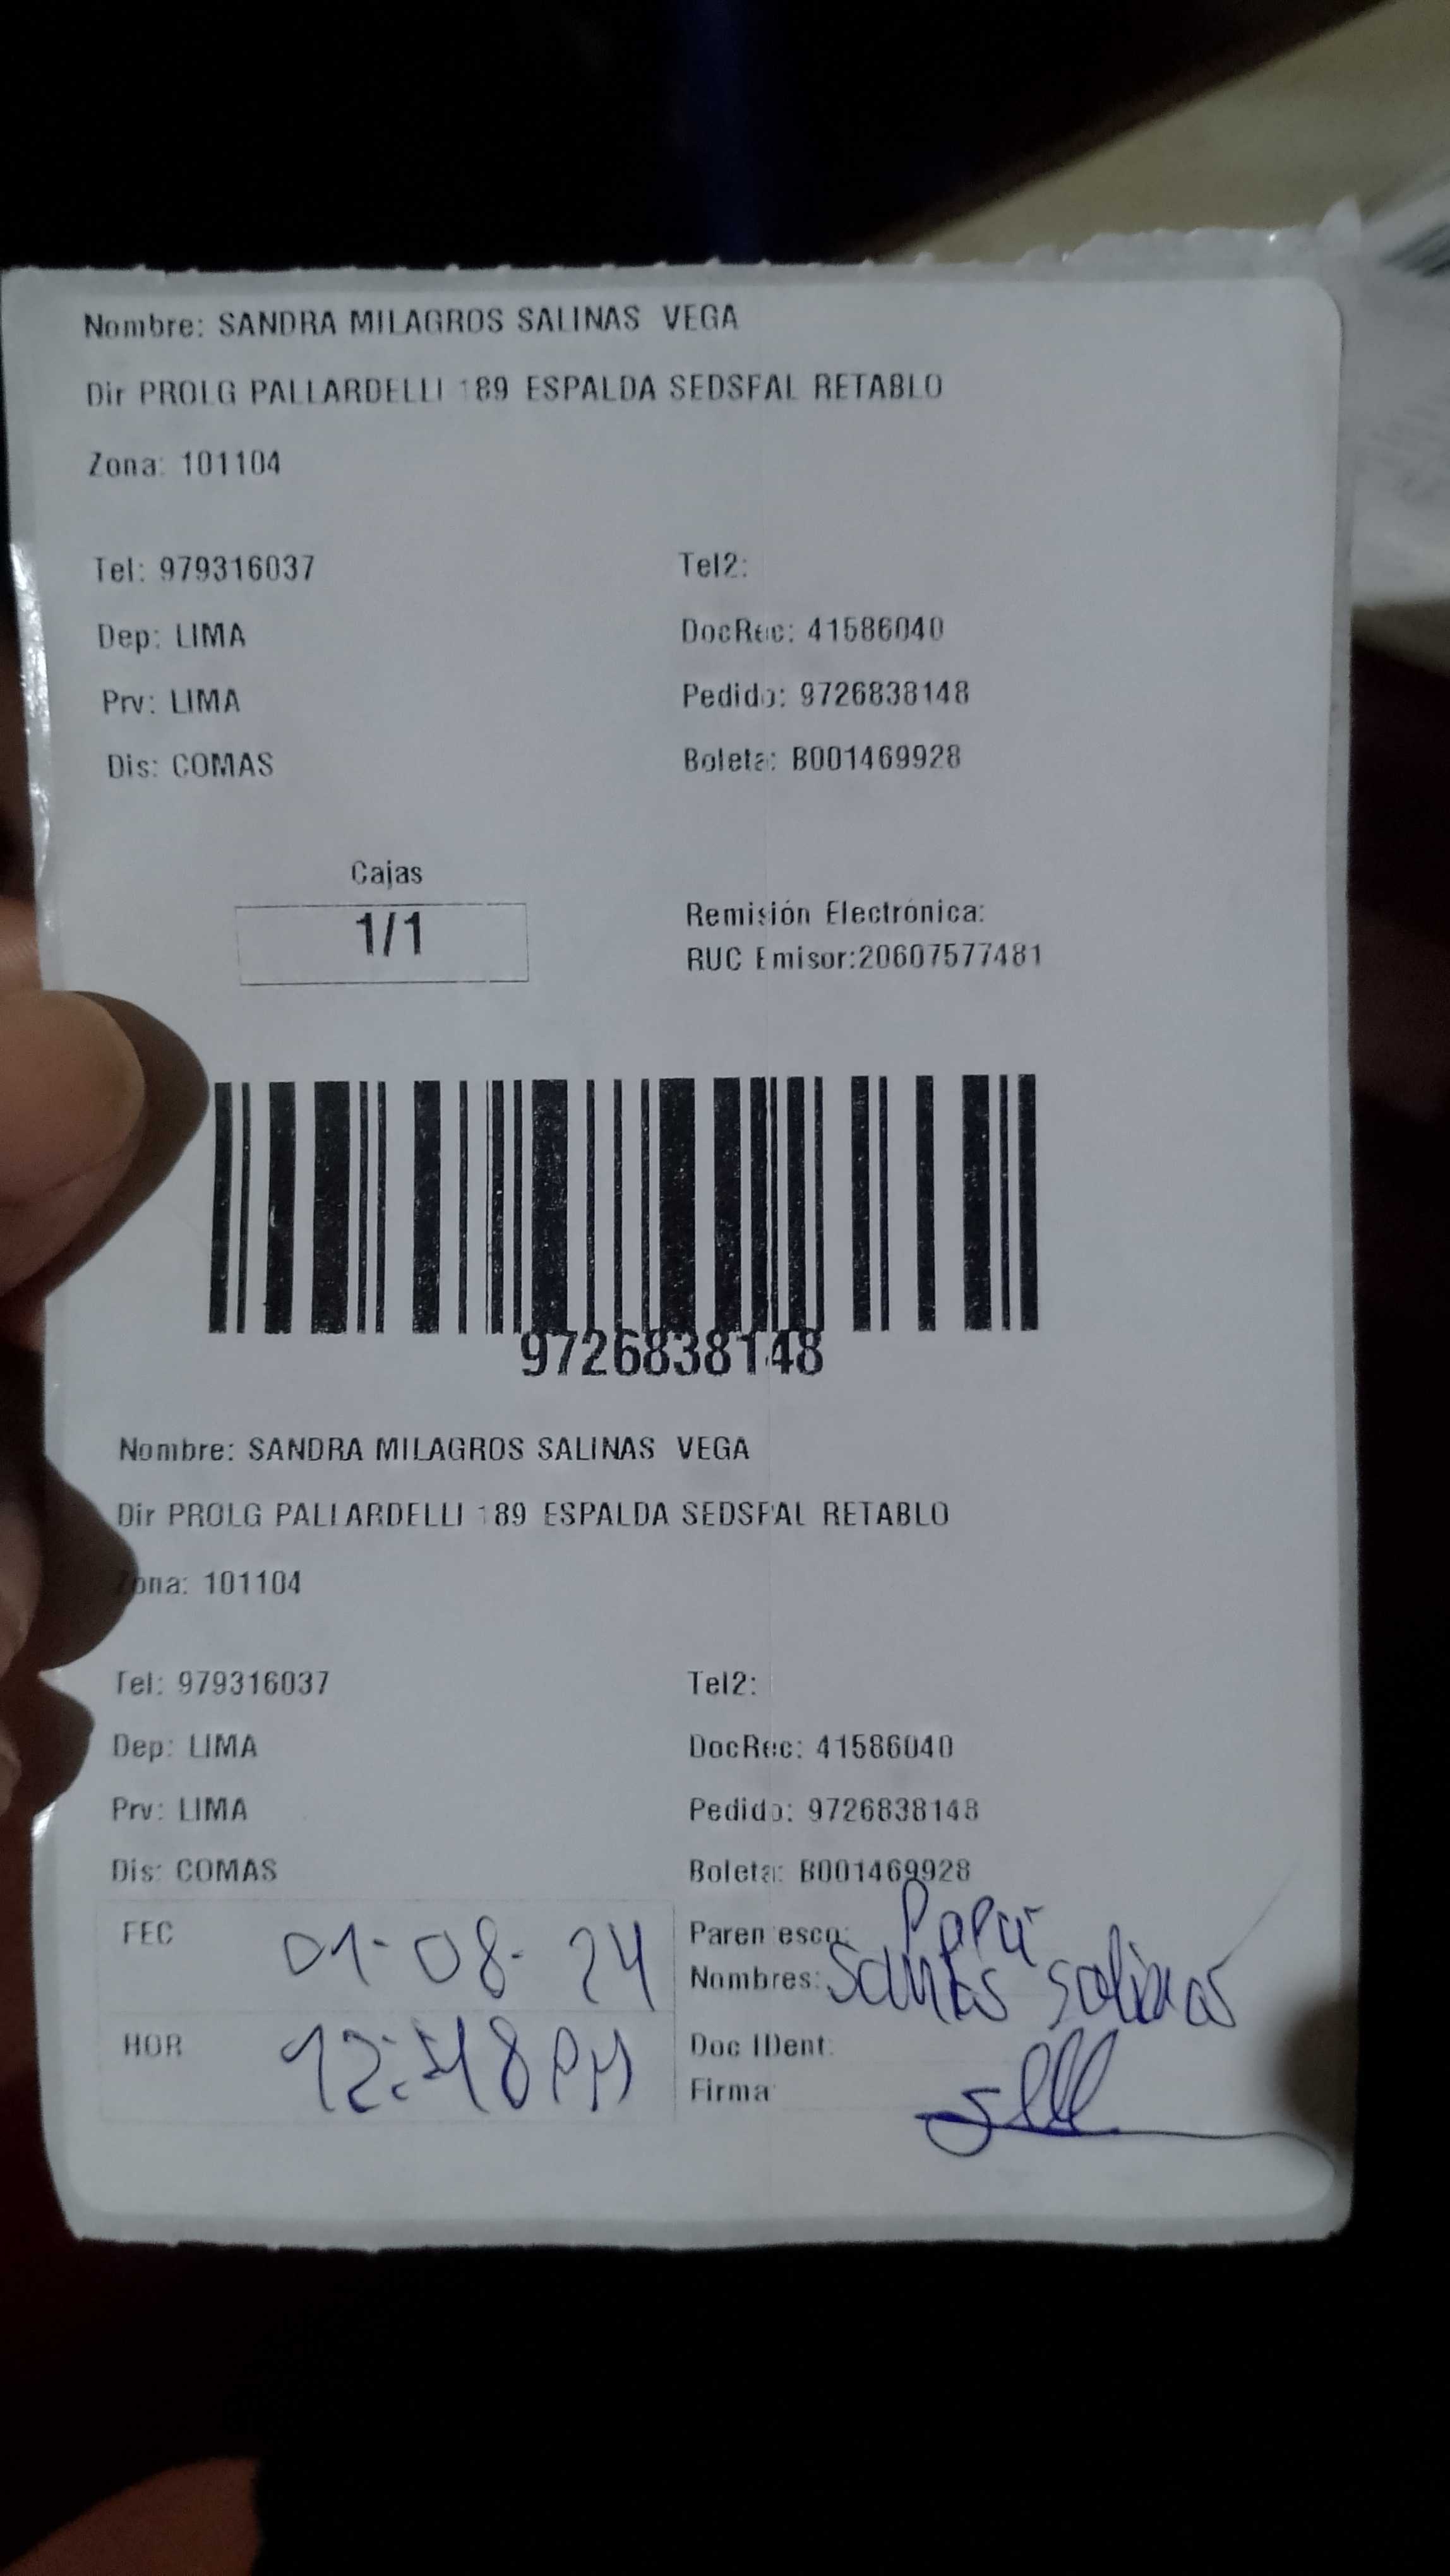 Nombre: SANDRA MILAGROS SALINAS VEGA
Dir PROLG PALLARDELLI 189 ESPALDA SEDSFAL RETABLO
Zona: 101104
Tel: 979316037 Tel2:
Dep: LIMA DocRec: 41586040
Prv: LIMA Pedido: 9726838148
Dis: COMAS Boleta: B001469928
Cajas
1/1
Remisión Electrónica:
RUC Emisor:20607577481
9726838148
Nombre: SANDRA MILAGROS SALINAS VEGA
Dir PROLG PALLARDELLI 189 ESPALDA SEDSFAL RETABLO
Zona: 101104
Tel: 979316037 Tel2:
Dep: LIMA DocRec: 41586040
Prv: LIMA Pedido: 9726838148
Dis: COMAS Boleta: B001469928
FEC 01-08-24 Parentesco: Papá
Nombres: Santos Salinas
HOR 12:48 PM Doc IDent:
Firma